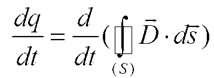 dq/dt = d/dt (∯_(S) D⃗ · ds⃗)